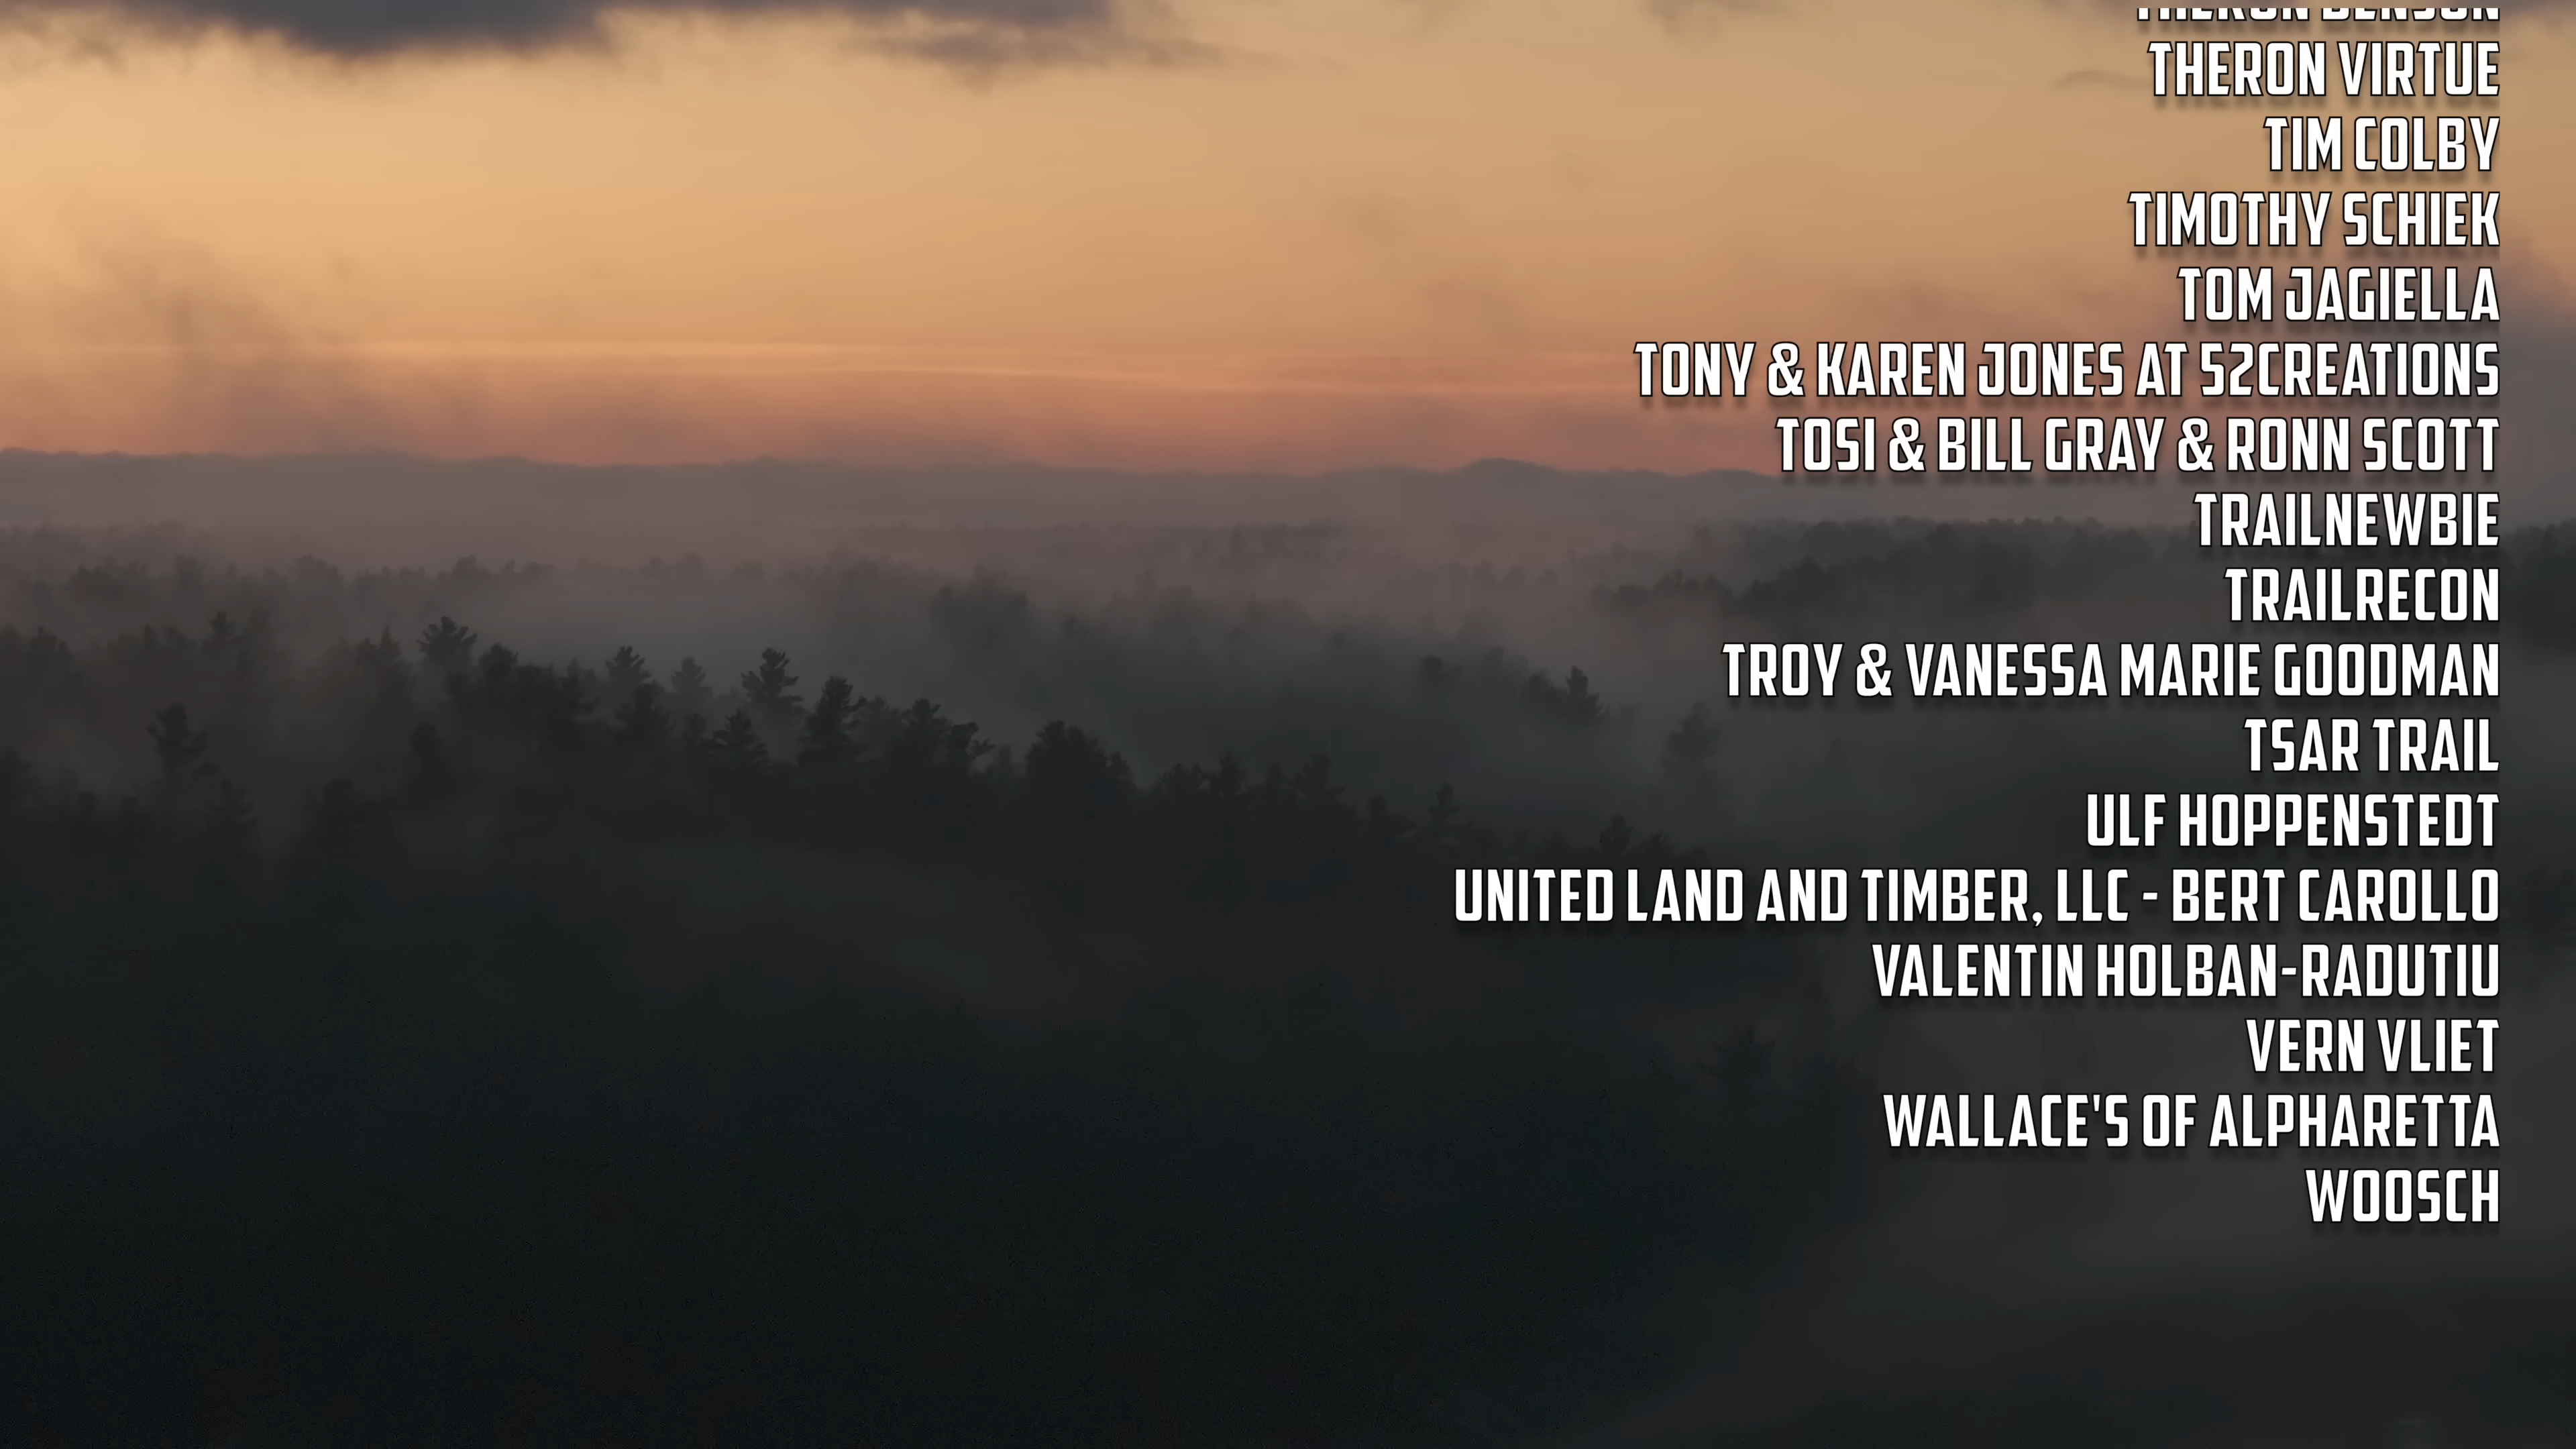 THERON BENSON
THERON VIRTUE
TIM COLBY
TIMOTHY SCHIEK
TOM JAGIELLA
TONY & KAREN JONES AT 52CREATIONS
TOSI & BILL GRAY & RONN SCOTT
TRAILNEWBIE
TRAILRECON
TROY & VANESSA MARIE GOODMAN
TSAR TRAIL
ULF HOPPENSTEDT
UNITED LAND AND TIMBER, LLC - BERT CAROLLO
VALENTIN HOLBAN-RADUTIU
VERN VLIET
WALLACE'S OF ALPHARETTA
WOOSCH